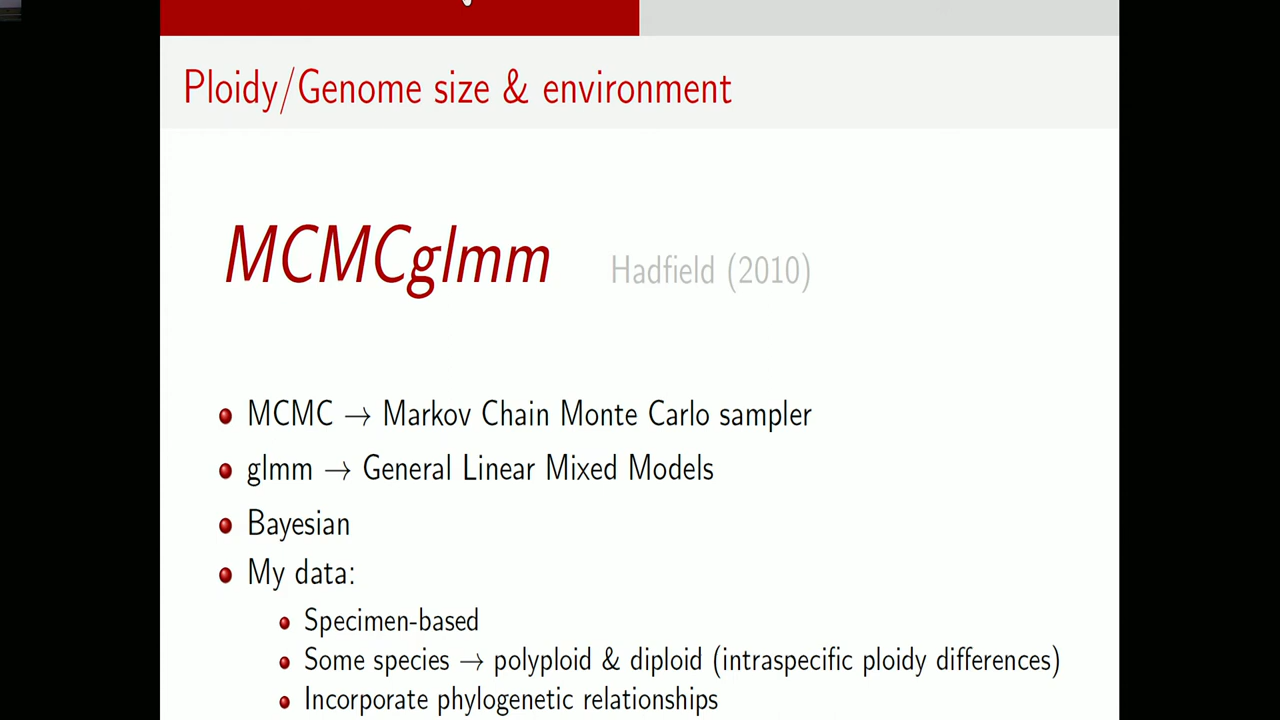 Ploidy/Genome size & environment
MCMCglmm Hadfield (2010)
MCMC → Markov Chain Monte Carlo sampler
glmm → General Linear Mixed Models
Bayesian
My data:
Specimen-based
Some species → polyploid & diploid (intraspecific ploidy differences)
Incorporate phylogenetic relationships